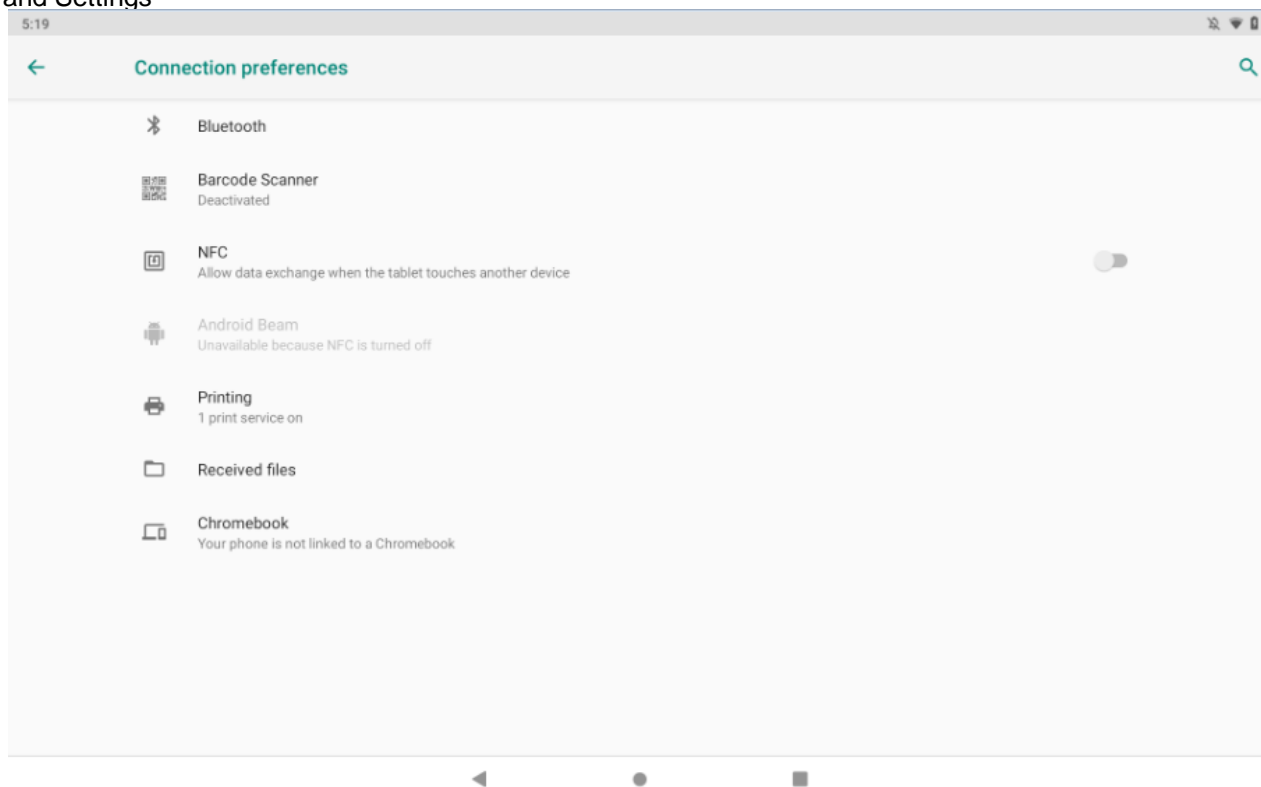 and Settings
5:19
Connection preferences
Bluetooth
Barcode Scanner
Deactivated
NFC
Allow data exchange when the tablet touches another device
Android Beam
Unavailable because NFC is turned off
Printing
1 print service on
Received files
Chromebook
Your phone is not linked to a Chromebook